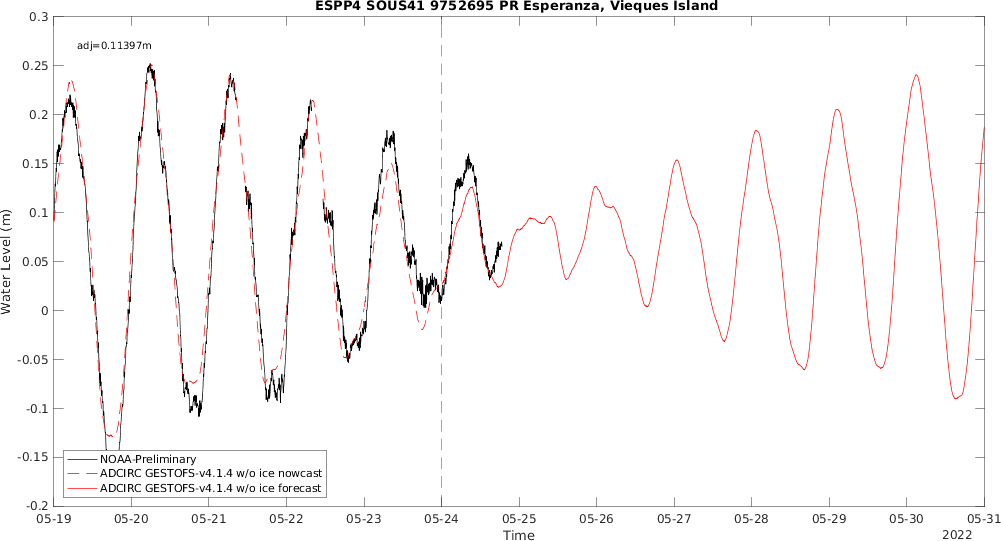 ESPP4 SOUS41 9752695 PR Esperanza, Vieques Island
adj=0.11397m
0.3
0.25
0.2
0.15
0.1
0.05
0
-0.05
-0.1
-0.15
-0.2
Water Level (m)
NOAA-Preliminary
ADCIRC GESTOFS-v4.1.4 w/o ice nowcast
ADCIRC GESTOFS-v4.1.4 w/o ice forecast
05-19 05-20 05-21 05-22 05-23 05-24 05-25 05-26 05-27 05-28 05-29 05-30 05-31
Time
2022